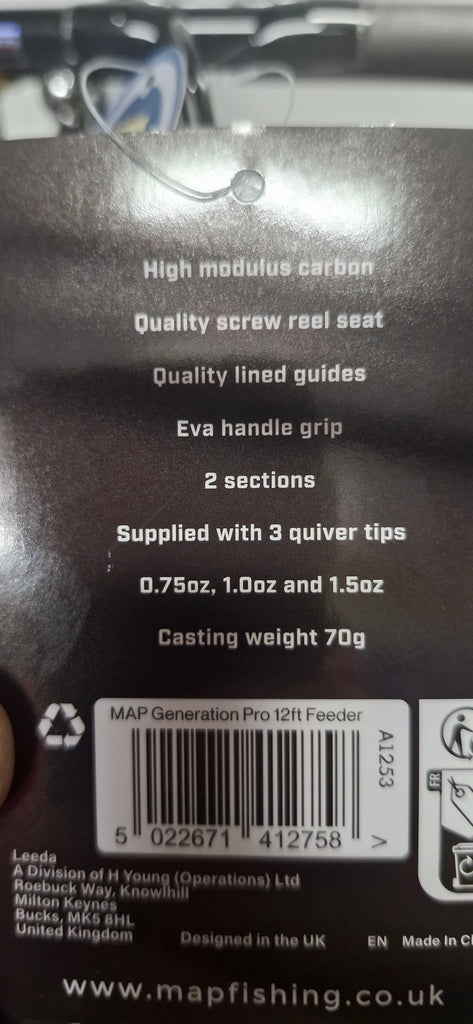 High modulus carbon
Quality screw reel seat
Quality lined guides
Eva handle grip
2 sections
Supplied with 3 quiver tips
0.75oz, 1.0oz and 1.5oz
Casting weight 70g
MAP Generation Pro 12ft Feeder
A1253
5 022671 412758 >
FR
Leeda
A Division of H Young (Operations) Ltd
Roebuck Way, Knowlhill
Milton Keynes
Bucks, MK5 8HL
United Kingdom
Designed in the UK
EN Made In
www.mapfishing.co.uk